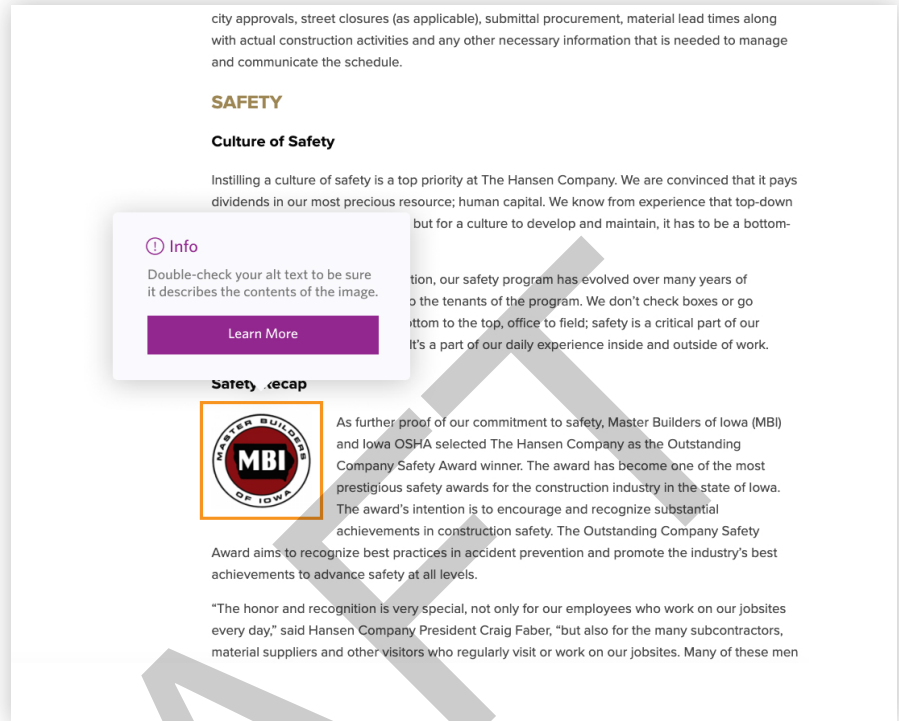 city approvals, street closures (as applicable), submittal procurement, material lead times along
with actual construction activities and any other necessary information that is needed to manage
and communicate the schedule.
SAFETY
Culture of Safety
Instilling a culture of safety is a top priority at The Hansen Company. We are convinced that it pays
dividends in our most precious resource; human capital. We know from experience that top-down
but for a culture to develop and maintain, it has to be a bottom-
tion, our safety program has evolved over many years of
o the tenants of the program. We don’t check boxes or go
ottom to the top, office to field; safety is a critical part of our
It’s a part of our daily experience inside and outside of work.
Info
Double-check your alt text to be sure
it describes the contents of the image.
Learn More
Safety Recap
MASTER BUILDERS
MBI
OF IOWA
As further proof of our commitment to safety, Master Builders of Iowa (MBI)
and Iowa OSHA selected The Hansen Company as the Outstanding
Company Safety Award winner. The award has become one of the most
prestigious safety awards for the construction industry in the state of Iowa.
The award’s intention is to encourage and recognize substantial
achievements in construction safety. The Outstanding Company Safety
Award aims to recognize best practices in accident prevention and promote the industry’s best
achievements to advance safety at all levels.
“The honor and recognition is very special, not only for our employees who work on our jobsites
every day,” said Hansen Company President Craig Faber, “but also for the many subcontractors,
material suppliers and other visitors who regularly visit or work on our jobsites. Many of these men
AFT